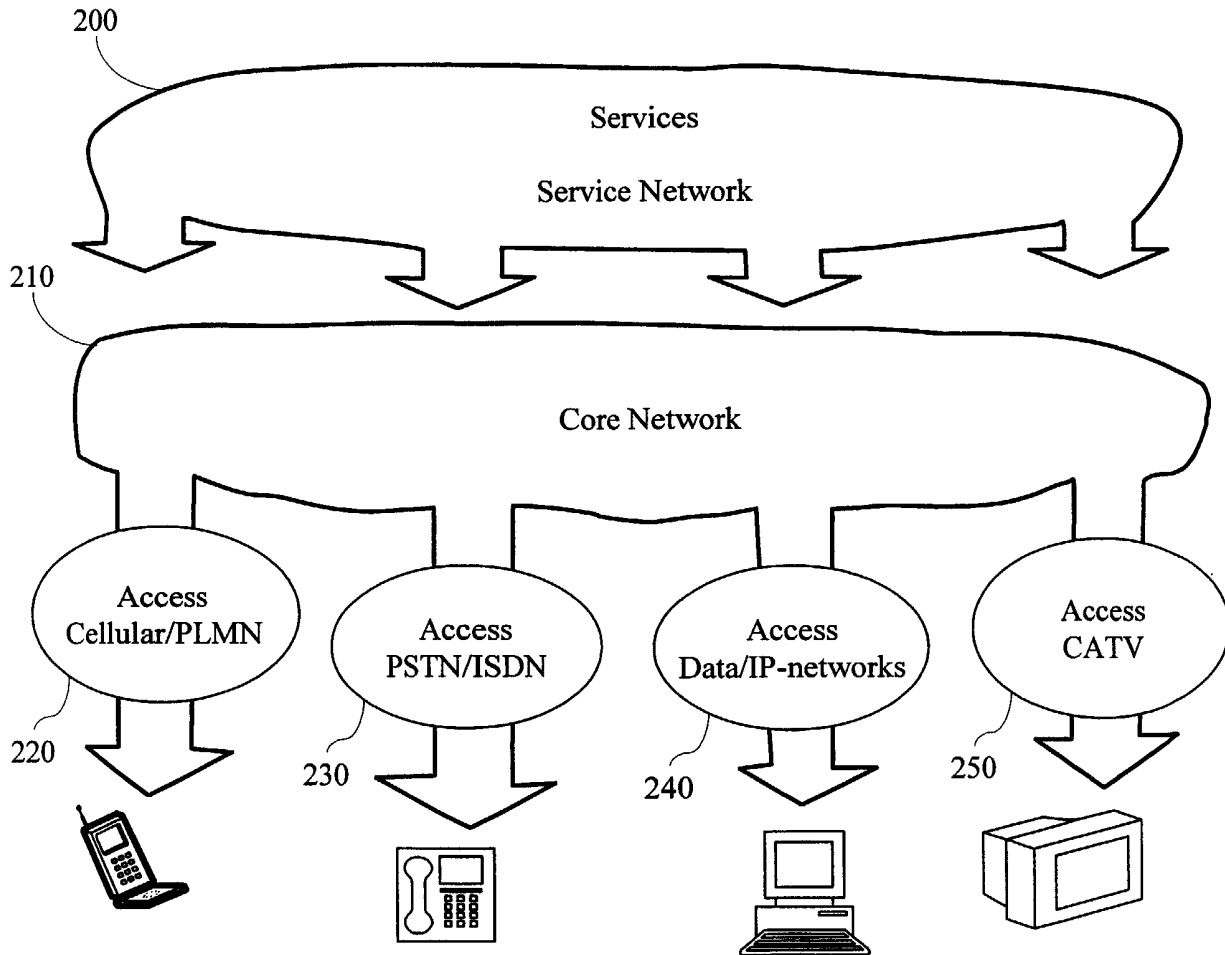 200
Services
Service Network
210
Core Network
Access
Cellular/PLMN
Access
PSTN/ISDN
Access
Data/IP-networks
Access
CATV
220
230
240
250